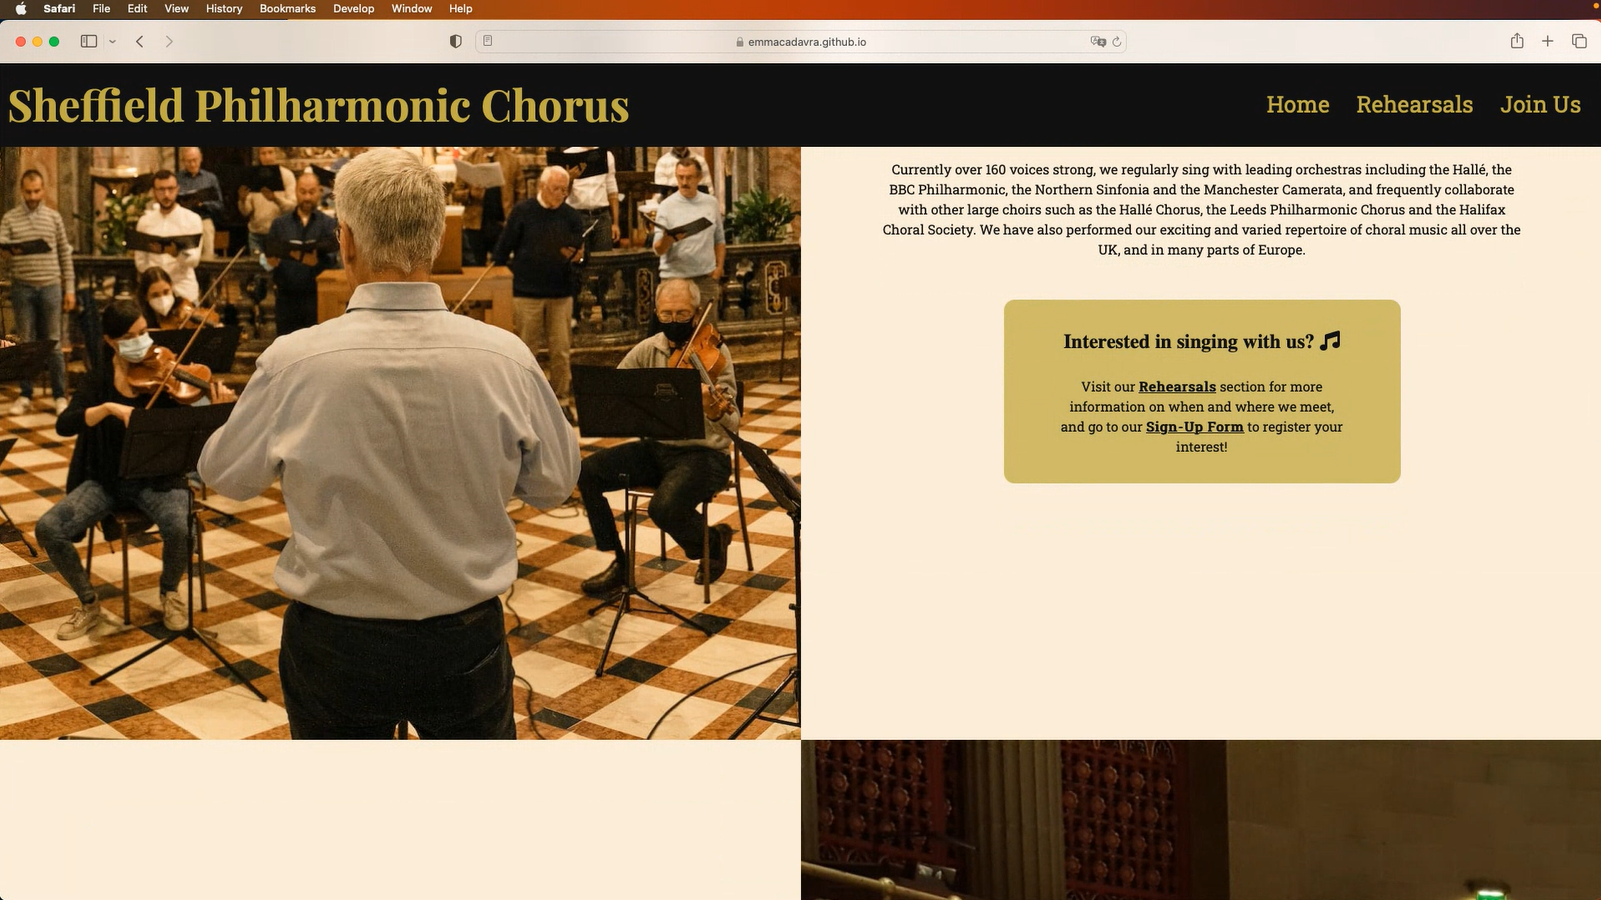 Safari File Edit View History Bookmarks Develop Window Help
emmacadavra.github.io
Sheffield Philharmonic Chorus
Home Rehearsals Join Us
Currently over 160 voices strong, we regularly sing with leading orchestras including the Hallé, the
BBC Philharmonic, the Northern Sinfonia and the Manchester Camerata, and frequently collaborate
with other large choirs such as the Hallé Chorus, the Leeds Philharmonic Chorus and the Halifax
Choral Society. We have also performed our exciting and varied repertoire of choral music all over the
UK, and in many parts of Europe.
Interested in singing with us?
Visit our Rehearsals section for more
information on when and where we meet,
and go to our Sign-Up Form to register your
interest!